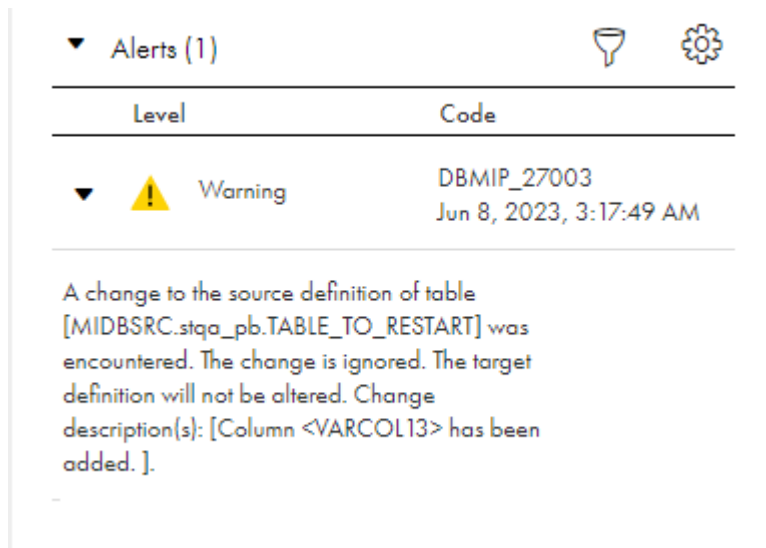 Alerts (1)
Level Code
Warning DBMIP_27003
Jun 8, 2023, 3:17:49 AM
A change to the source definition of table
[MIDBSRC.stqa_pb.TABLE_TO_RESTART] was
encountered. The change is ignored. The target
definition will not be altered. Change
description(s): [Column <VARCOL13> has been
added. ].